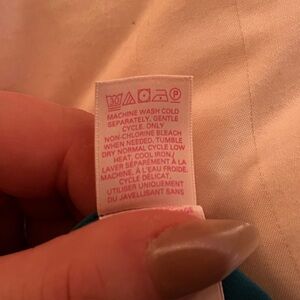 30 P
MACHINE WASH COLD
SEPARATELY, GENTLE
CYCLE. ONLY
NON-CHLORINE BLEACH
WHEN NEEDED, TUMBLE
DRY NORMAL CYCLE LOW
HEAT, COOL IRON/
LAVER SÉPARÉMENT À LA
MACHINE, À L'EAU FROIDE,
CYCLE DÉLICAT.
UTILISER UNIQUEMENT
DU JAVELLISANT SANS